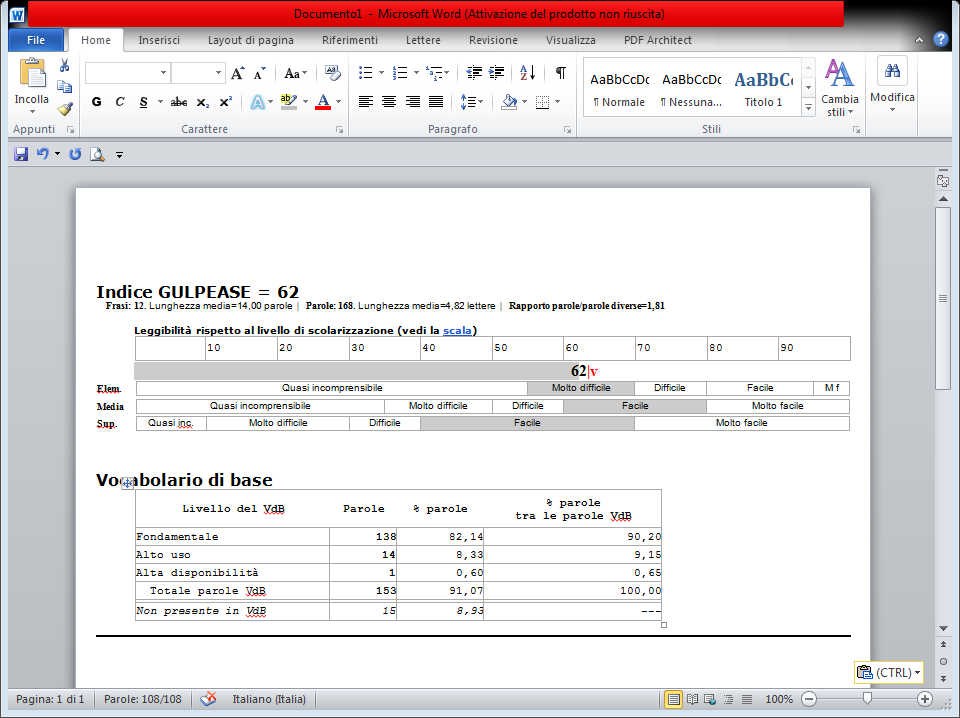 Documento1 - Microsoft Word (Attivazione del prodotto non riuscita)
File Home Inserisci Layout di pagina Riferimenti Lettere Revisione Visualizza PDF Architect
Incolla
Appunti
G C S abc x₂ x² A ab A
Aa
Carattere
Paragrafo
AaBbCcDc AaBbCcDc AaBbCc
¶ Normale ¶ Nessuna... Titolo 1
Stili
Cambia stili
Modifica
Indice GULPEASE = 62
Frasi: 12. Lunghezza media=14,00 parole | Parole: 168. Lunghezza media=4,82 lettere | Rapporto parole/parole diverse=1,81
Leggibilità rispetto al livello di scolarizzazione (vedi la scala)
10 20 30 40 50 60 70 80 90
62|v
Elem. Quasi incomprensibile Molto difficile Difficile Facile M f
Media Quasi incomprensibile Molto difficile Difficile Facile Molto facile
Sup. Quasi inc. Molto difficile Difficile Facile Molto facile
Vocabolario di base
Livello del VdB Parole % parole % parole tra le parole VdB
Fondamentale 138 82,14 90,20
Alto uso 14 8,33 9,15
Alta disponibilità 1 0,60 0,65
Totale parole VdB 153 91,07 100,00
Non presente in VdB 15 8,93 ---
(CTRL)
Pagina: 1 di 1 Parole: 108/108 Italiano (Italia) 100%